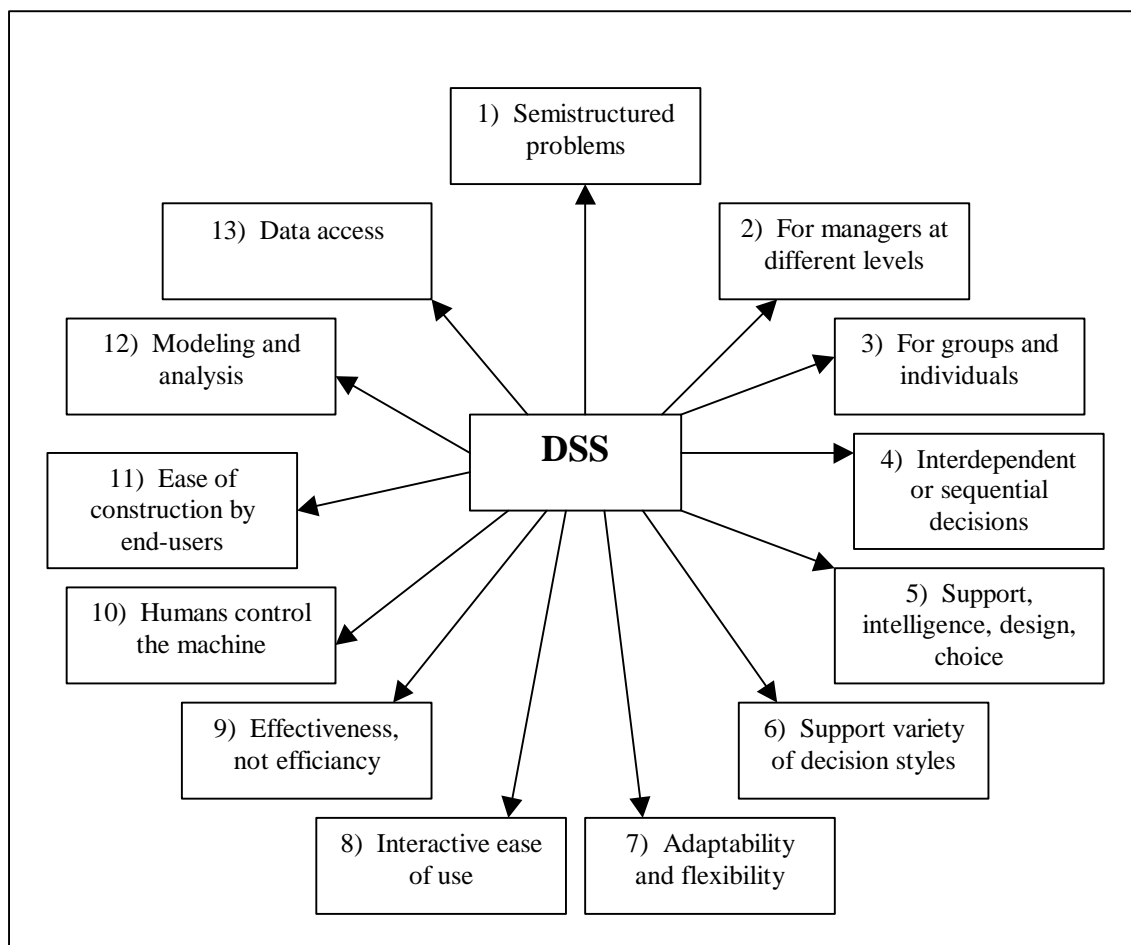 1) Semistructured
problems
2) For managers at
different levels
3) For groups and
individuals
4) Interdependent
or sequential
decisions
5) Support,
intelligence, design,
choice
6) Support variety
of decision styles
7) Adaptability
and flexibility
8) Interactive ease
of use
9) Effectiveness,
not efficiancy
10) Humans control
the machine
11) Ease of
construction by
end-users
12) Modeling and
analysis
13) Data access
DSS